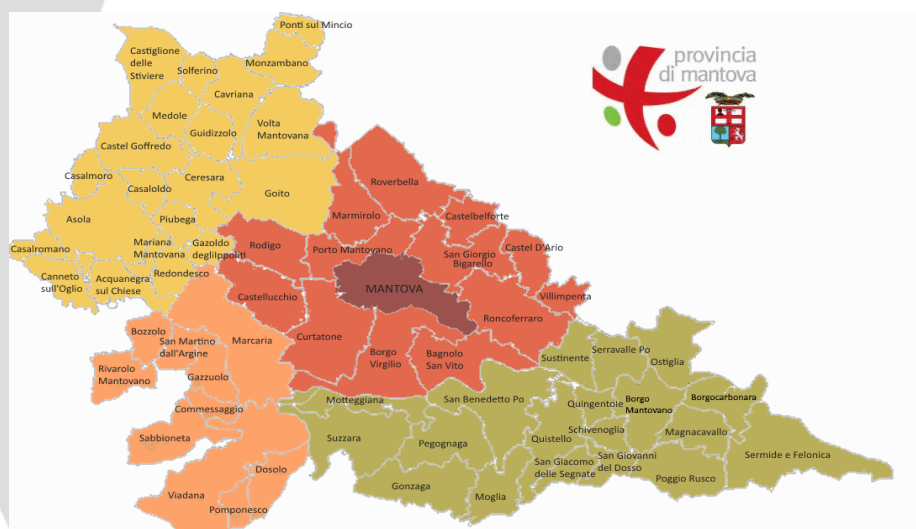 Ponti sul Mincio
Castiglione
delle
Stiviere
Solferino
Monzambano
Cavriana
Medole
Guidizzolo
Volta
Mantovana
Castel Goffredo
Casalmoro
Casaloldo
Ceresara
Goito
Asola
Piubega
Casalromano
Mariana
Mantovana
Gazoldo
degliIppoliti
Canneto
sull'Oglio
Acquanegra
sul Chiese
Redondesco
provincia
di mantova
Roverbella
Marmirolo
Castelbelforte
Rodigo
Porto Mantovano
San Giorgio
Bigarello
Castel D'Ario
MANTOVA
Castellucchio
Villimpenta
Roncoferraro
Curtatone
Borgo
Virgilio
Bagnolo
San Vito
Bozzolo
San Martino
dall'Argine
Marcaria
Rivarolo
Mantovano
Gazzuolo
Commessaggio
Sabbioneta
Dosolo
Viadana
Pomponesco
Sustinente
Serravalle Po
Ostiglia
Motteggiana
San Benedetto Po
Quingentole
Borgo
Mantovano
Borgocarbonara
Suzzara
Pegognaga
Quistello
Schivenoglia
Magnacavallo
Sermide e Felonica
Gonzaga
Moglia
San Giacomo
delle Segnate
San Giovanni
del Dosso
Poggio Rusco